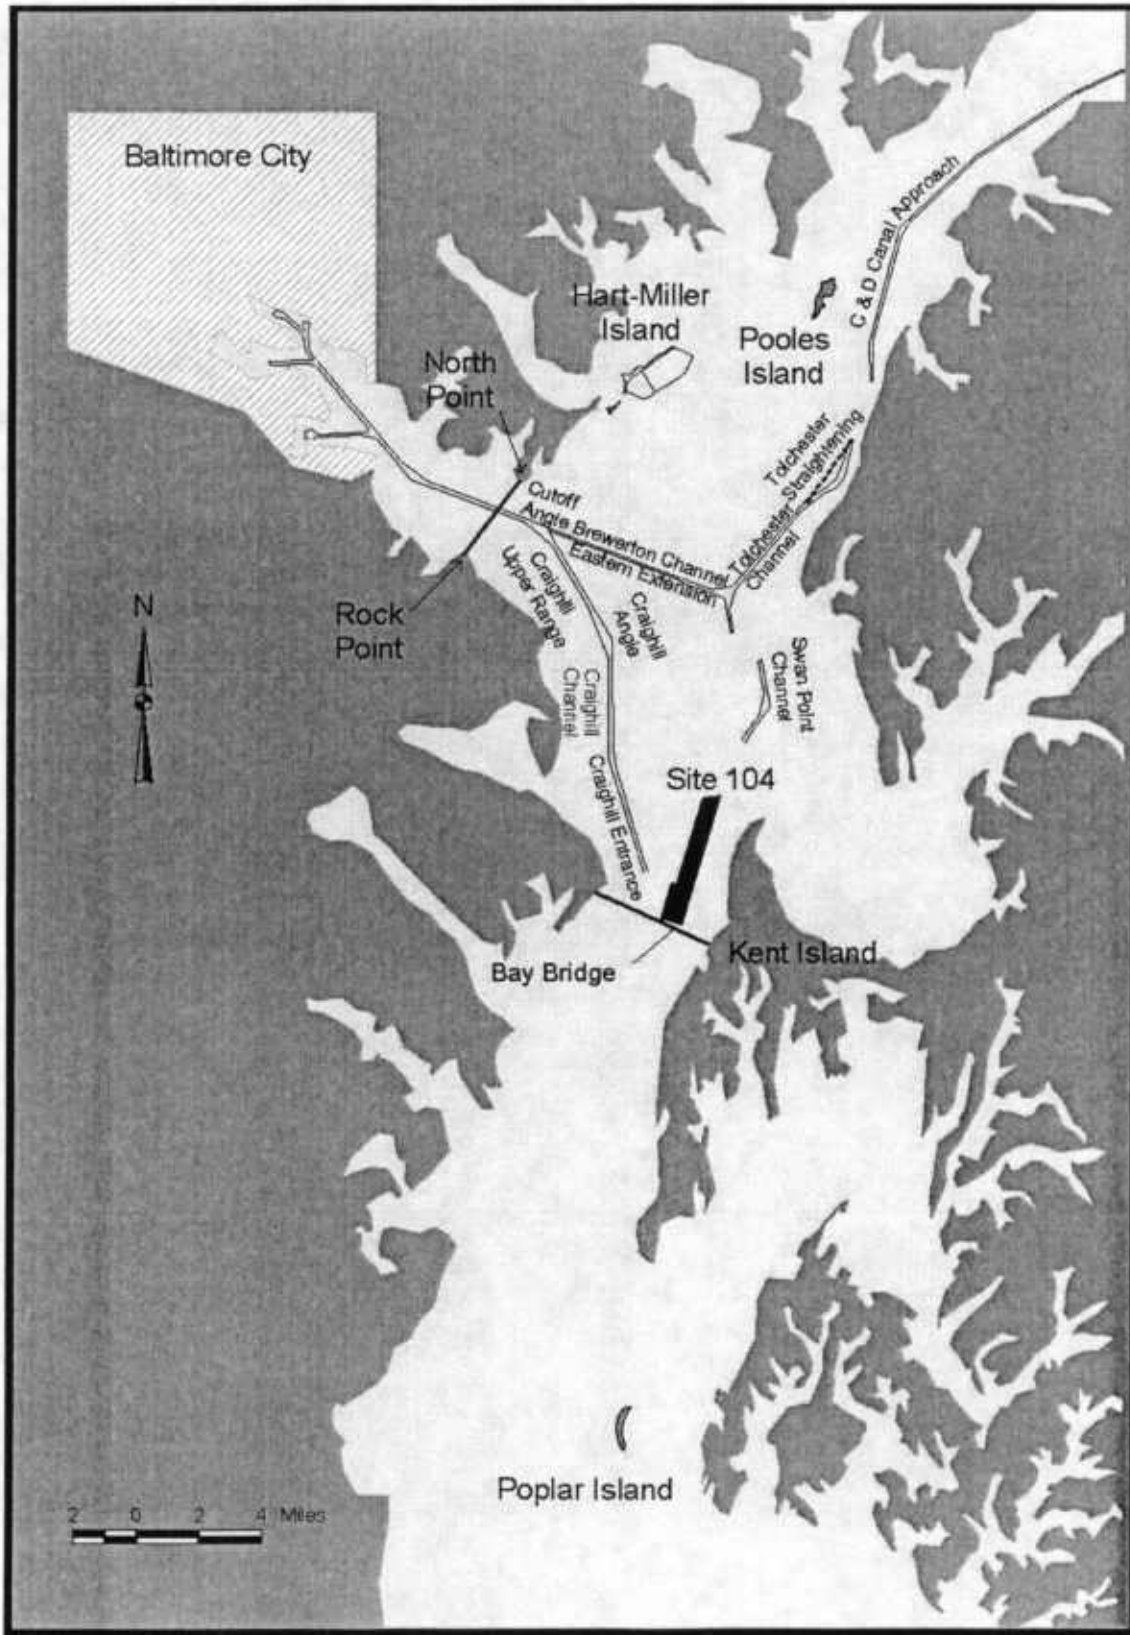 Baltimore City
C & D Canal Approach
Hart-Miller
Island
Pooles
Island
North
Point
Tolchester
Straightening
Cutoff
Angle Brewerton Channel
Eastern Extension
Tolchester
Channel
Craighill
Upper Range
Craighill
Angle
Rock
Point
N
Swan Point
Channel
Craighill
Channel
Site 104
Craighill Entrance
Kent Island
Bay Bridge
Poplar Island
2 0 2 4 Miles